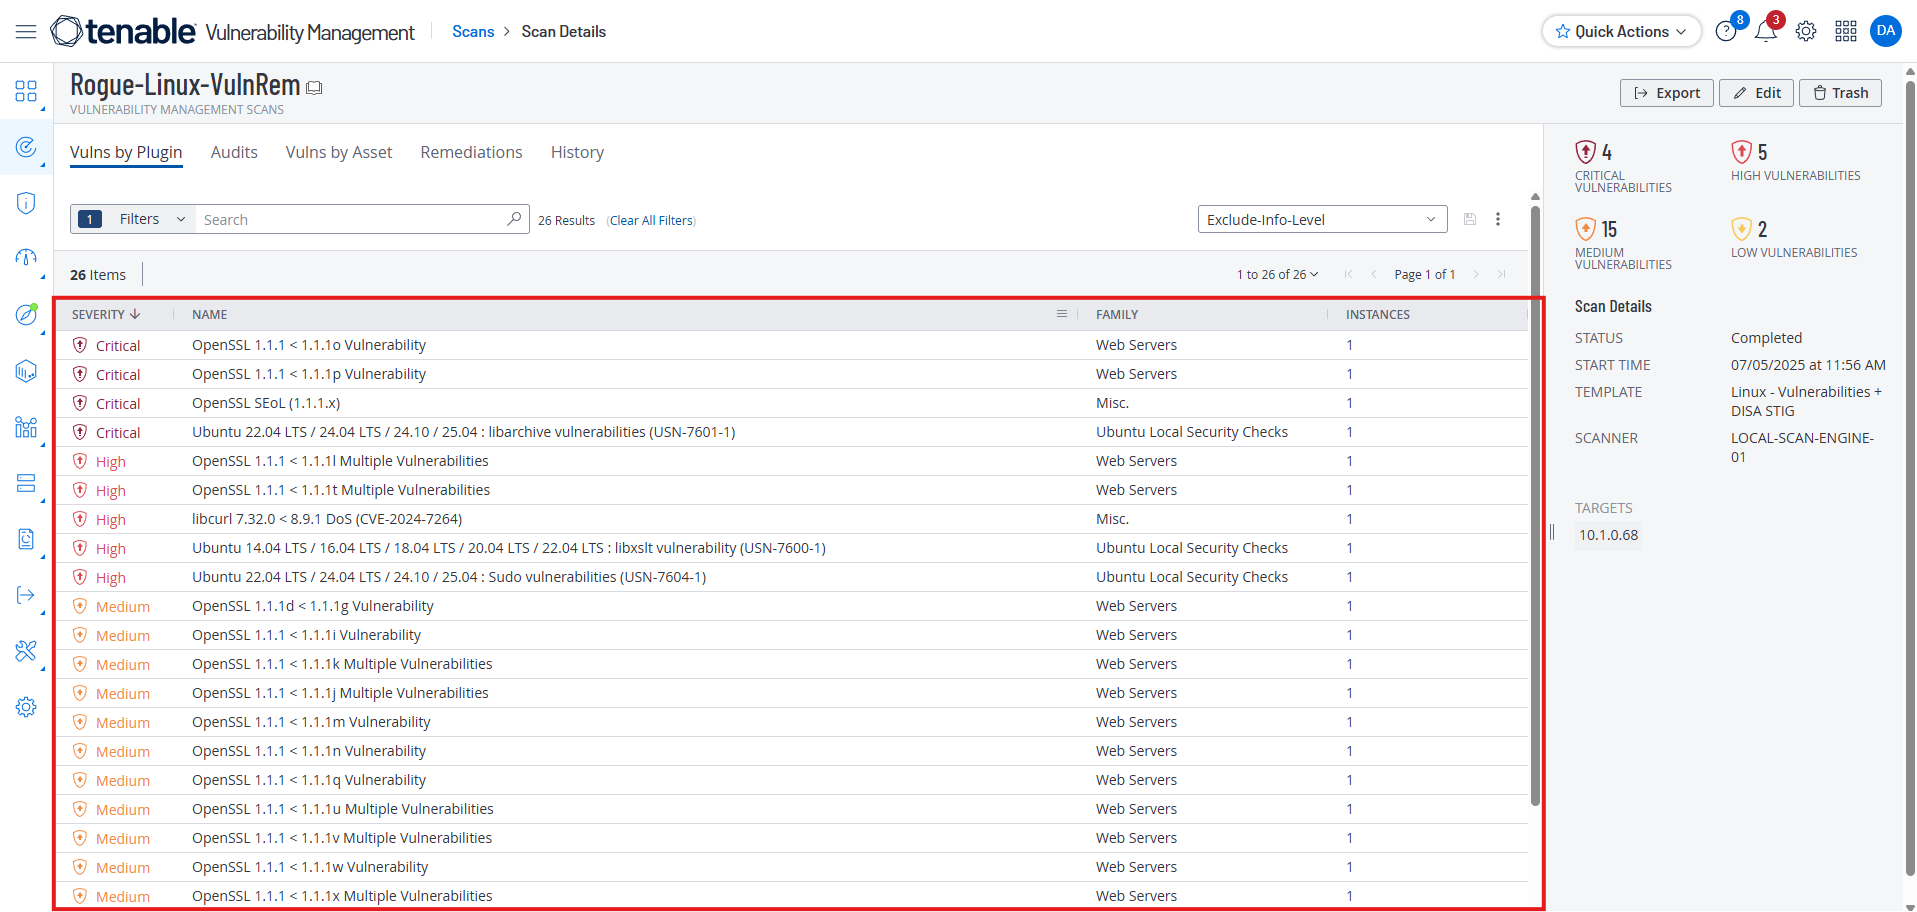 tenable Vulnerability Management Scans > Scan Details Quick Actions 8 3 DA
Rogue-Linux-VulnRem
VULNERABILITY MANAGEMENT SCANS
Export Edit Trash
Vulns by Plugin Audits Vulns by Asset Remediations History
1 Filters Search 26 Results (Clear All Filters) Exclude-Info-Level
26 Items 1 to 26 of 26 Page 1 of 1
SEVERITY NAME FAMILY INSTANCES
Critical OpenSSL 1.1.1 < 1.1.1o Vulnerability Web Servers 1
Critical OpenSSL 1.1.1 < 1.1.1p Vulnerability Web Servers 1
Critical OpenSSL SEoL (1.1.1.x) Misc. 1
Critical Ubuntu 22.04 LTS / 24.04 LTS / 24.10 / 25.04 : libarchive vulnerabilities (USN-7601-1) Ubuntu Local Security Checks 1
High OpenSSL 1.1.1 < 1.1.1l Multiple Vulnerabilities Web Servers 1
High OpenSSL 1.1.1 < 1.1.1t Multiple Vulnerabilities Web Servers 1
High libcurl 7.32.0 < 8.9.1 DoS (CVE-2024-7264) Misc. 1
High Ubuntu 14.04 LTS / 16.04 LTS / 18.04 LTS / 20.04 LTS / 22.04 LTS : libxslt vulnerability (USN-7600-1) Ubuntu Local Security Checks 1
High Ubuntu 22.04 LTS / 24.04 LTS / 24.10 / 25.04 : Sudo vulnerabilities (USN-7604-1) Ubuntu Local Security Checks 1
Medium OpenSSL 1.1.1d < 1.1.1g Vulnerability Web Servers 1
Medium OpenSSL 1.1.1 < 1.1.1i Vulnerability Web Servers 1
Medium OpenSSL 1.1.1 < 1.1.1k Multiple Vulnerabilities Web Servers 1
Medium OpenSSL 1.1.1 < 1.1.1j Multiple Vulnerabilities Web Servers 1
Medium OpenSSL 1.1.1 < 1.1.1m Vulnerability Web Servers 1
Medium OpenSSL 1.1.1 < 1.1.1n Vulnerability Web Servers 1
Medium OpenSSL 1.1.1 < 1.1.1q Vulnerability Web Servers 1
Medium OpenSSL 1.1.1 < 1.1.1u Multiple Vulnerabilities Web Servers 1
Medium OpenSSL 1.1.1 < 1.1.1v Multiple Vulnerabilities Web Servers 1
Medium OpenSSL 1.1.1 < 1.1.1w Vulnerability Web Servers 1
Medium OpenSSL 1.1.1 < 1.1.1x Multiple Vulnerabilities Web Servers 1
4
CRITICAL
VULNERABILITIES
5
HIGH VULNERABILITIES
15
MEDIUM
VULNERABILITIES
2
LOW VULNERABILITIES
Scan Details
STATUS Completed
START TIME 07/05/2025 at 11:56 AM
TEMPLATE Linux - Vulnerabilities +
DISA STIG
SCANNER LOCAL-SCAN-ENGINE-
01
TARGETS
10.1.0.68